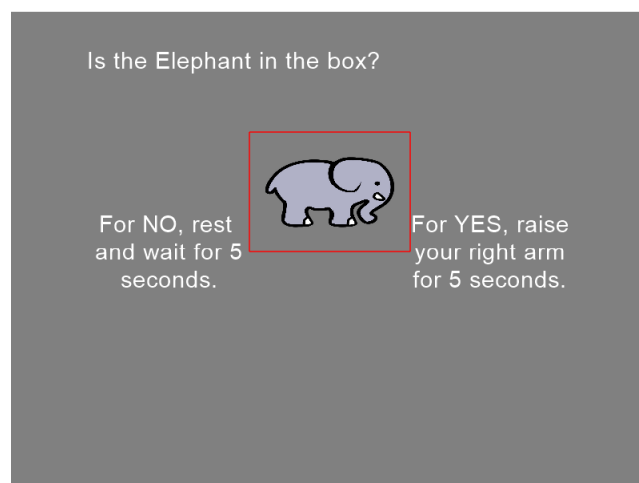 Is the Elephant in the box?
For NO, rest
and wait for 5
seconds.
For YES, raise
your right arm
for 5 seconds.